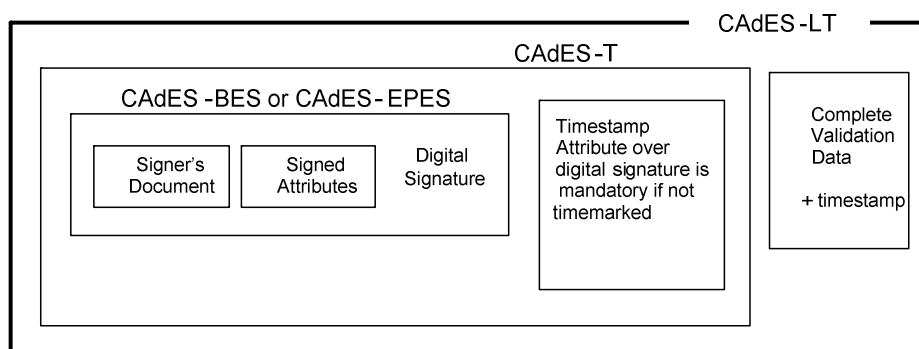 CAdES-LT
CAdES-T
CAdES -BES or CAdES- EPES
Signer's
Document
Signed
Attributes
Digital
Signature
Timestamp
Attribute over
digital signature is
mandatory if not
timemarked
Complete
Validation
Data
+ timestamp